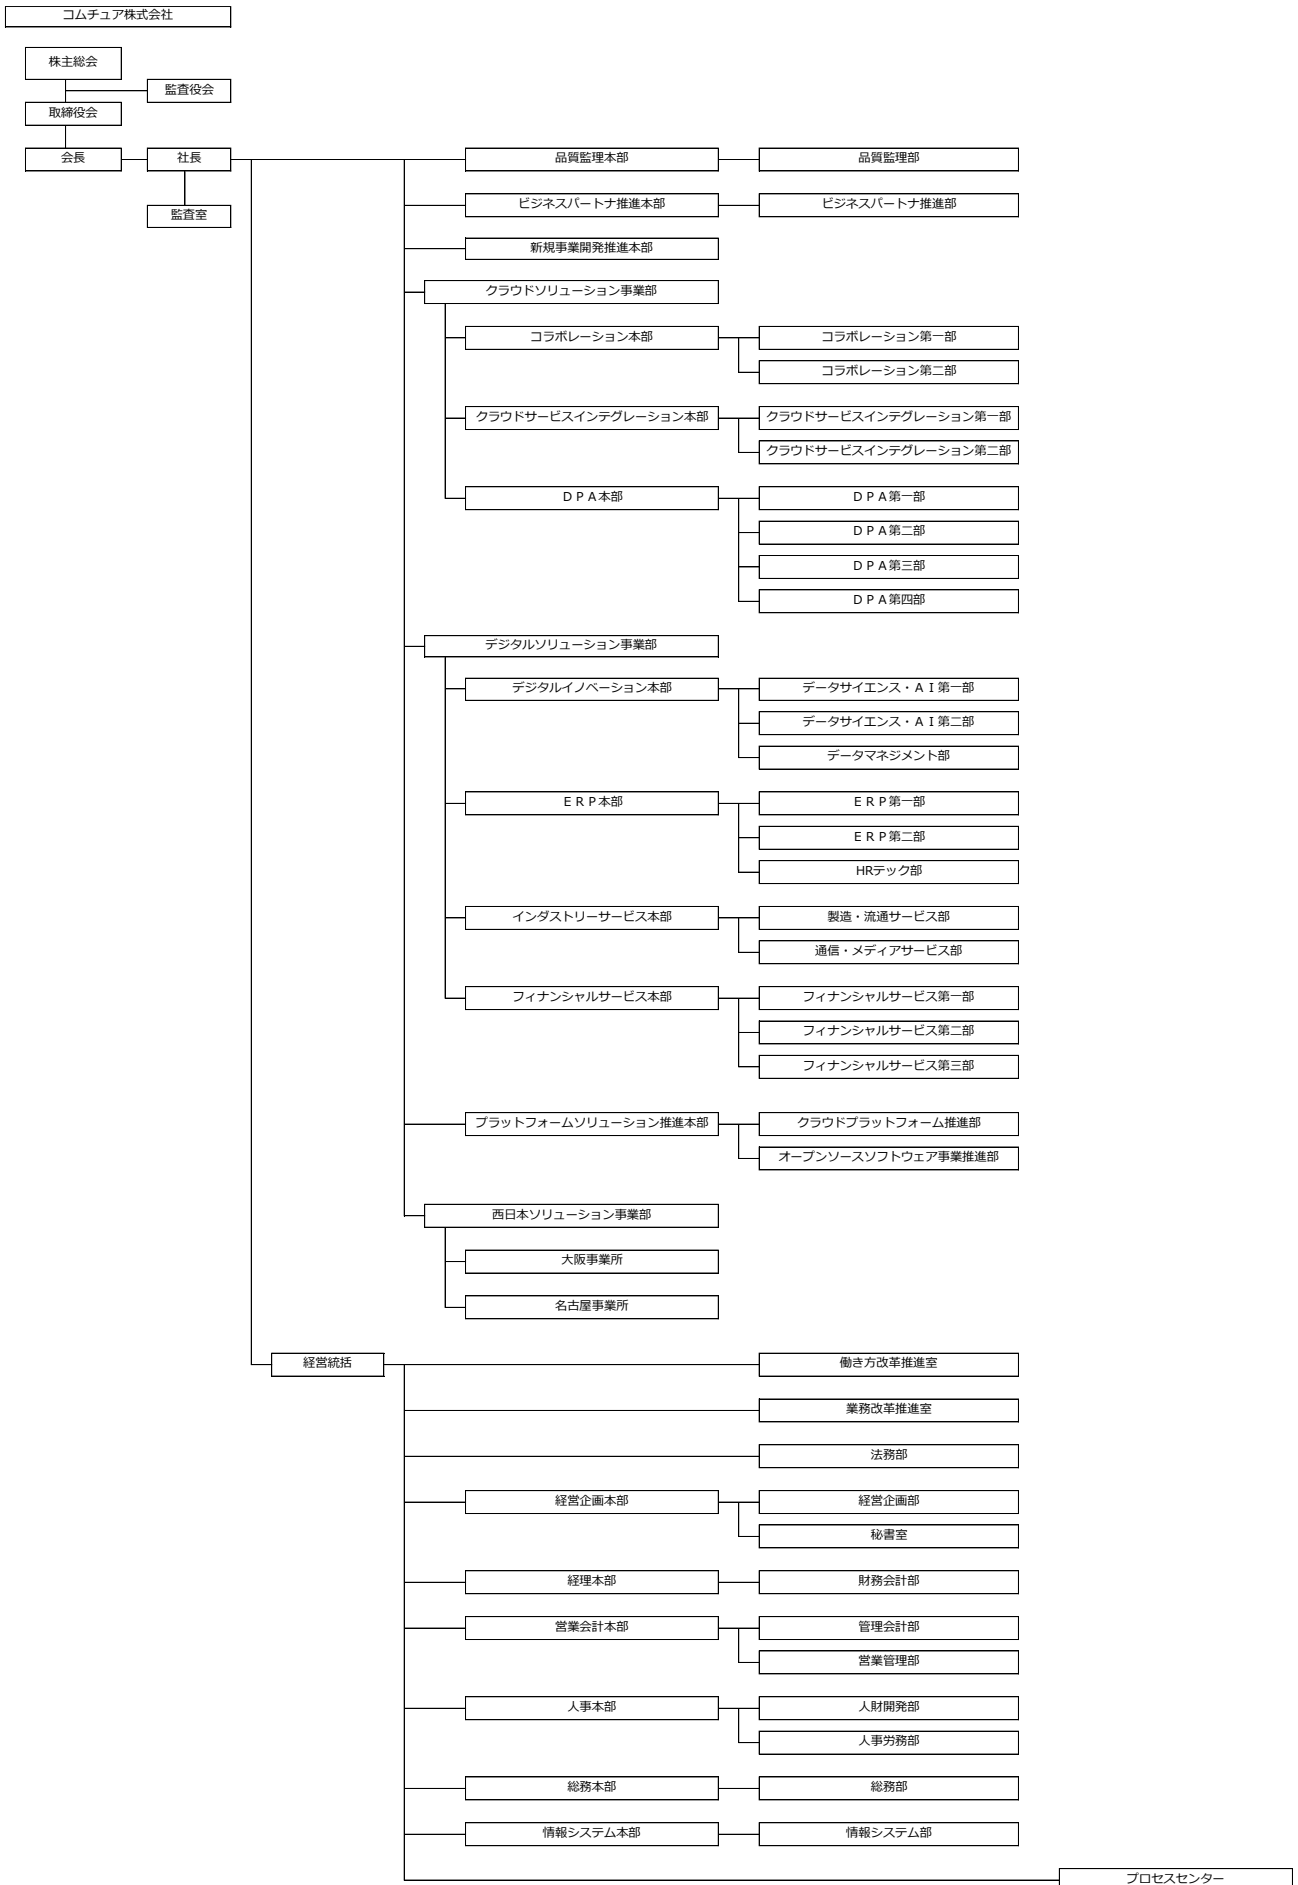 コムチュア株式会社
株主総会
監査役会
取締役会
会長
社長
品質監理本部
品質監理部
監査室
ビジネスパートナ推進本部
ビジネスパートナ推進部
新規事業開発推進本部
クラウドソリューション事業部
コラボレーション本部
コラボレーション第一部
コラボレーション第二部
クラウドサービスインテグレーション本部
クラウドサービスインテグレーション第一部
クラウドサービスインテグレーション第二部
ＤＰＡ本部
ＤＰＡ第一部
ＤＰＡ第二部
ＤＰＡ第三部
ＤＰＡ第四部
デジタルソリューション事業部
デジタルイノベーション本部
データサイエンス・ＡＩ第一部
データサイエンス・ＡＩ第二部
データマネジメント部
ＥＲＰ本部
ＥＲＰ第一部
ＥＲＰ第二部
HRテック部
インダストリーサービス本部
製造・流通サービス部
通信・メディアサービス部
フィナンシャルサービス本部
フィナンシャルサービス第一部
フィナンシャルサービス第二部
フィナンシャルサービス第三部
プラットフォームソリューション推進本部
クラウドプラットフォーム推進部
オープンソースソフトウェア事業推進部
西日本ソリューション事業部
大阪事業所
名古屋事業所
経営統括
働き方改革推進室
業務改革推進室
法務部
経営企画本部
経営企画部
秘書室
経理本部
財務会計部
営業会計本部
管理会計部
営業管理部
人事本部
人財開発部
人事労務部
総務本部
総務部
情報システム本部
情報システム部
プロセスセンター